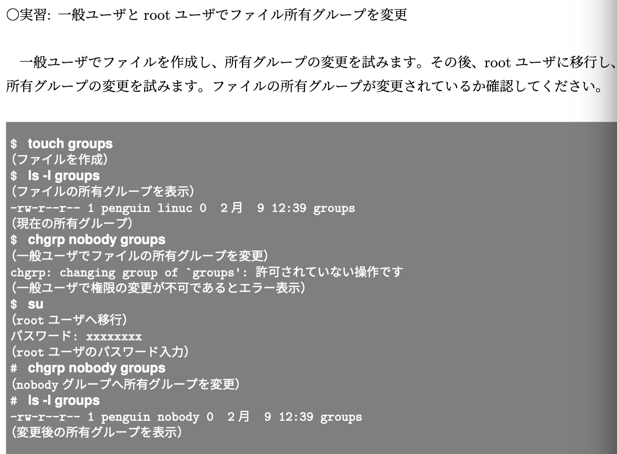 〇実習: 一般ユーザと root ユーザでファイル所有グループを変更
一般ユーザでファイルを作成し、所有グループの変更を試みます。その後、root ユーザに移行し、
所有グループの変更を試みます。ファイルの所有グループが変更されているか確認してください。
$ touch groups
(ファイルを作成)
$ ls -l groups
(ファイルの所有グループを表示)
-rw-r--r-- 1 penguin linuc 0 2月 9 12:39 groups
(現在の所有グループ)
$ chgrp nobody groups
(一般ユーザでファイルの所有グループを変更)
chgrp: changing group of `groups': 許可されていない操作です
(一般ユーザで権限の変更が不可であるとエラー表示)
$ su
(root ユーザへ移行)
パスワード: xxxxxxxx
(root ユーザのパスワード入力)
# chgrp nobody groups
(nobody グループへ所有グループを変更)
# ls -l groups
-rw-r--r-- 1 penguin nobody 0 2月 9 12:39 groups
(変更後の所有グループを表示)